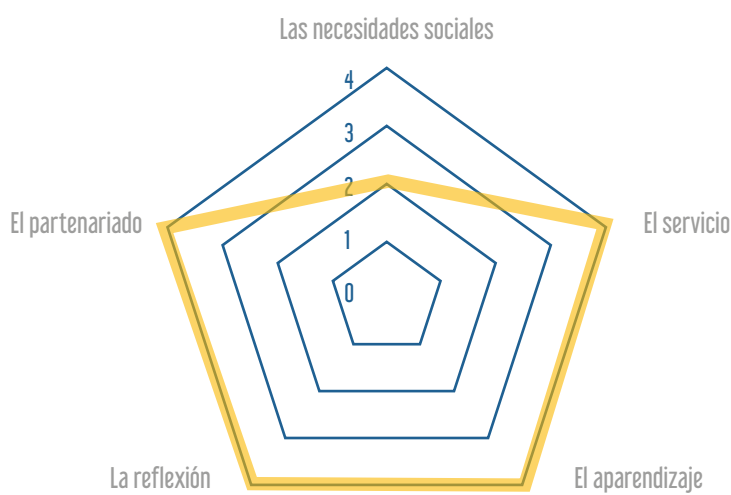 Las necesidades sociales
4
3
2
1
0
El partenariado
El servicio
La reflexión
El aparendizaje